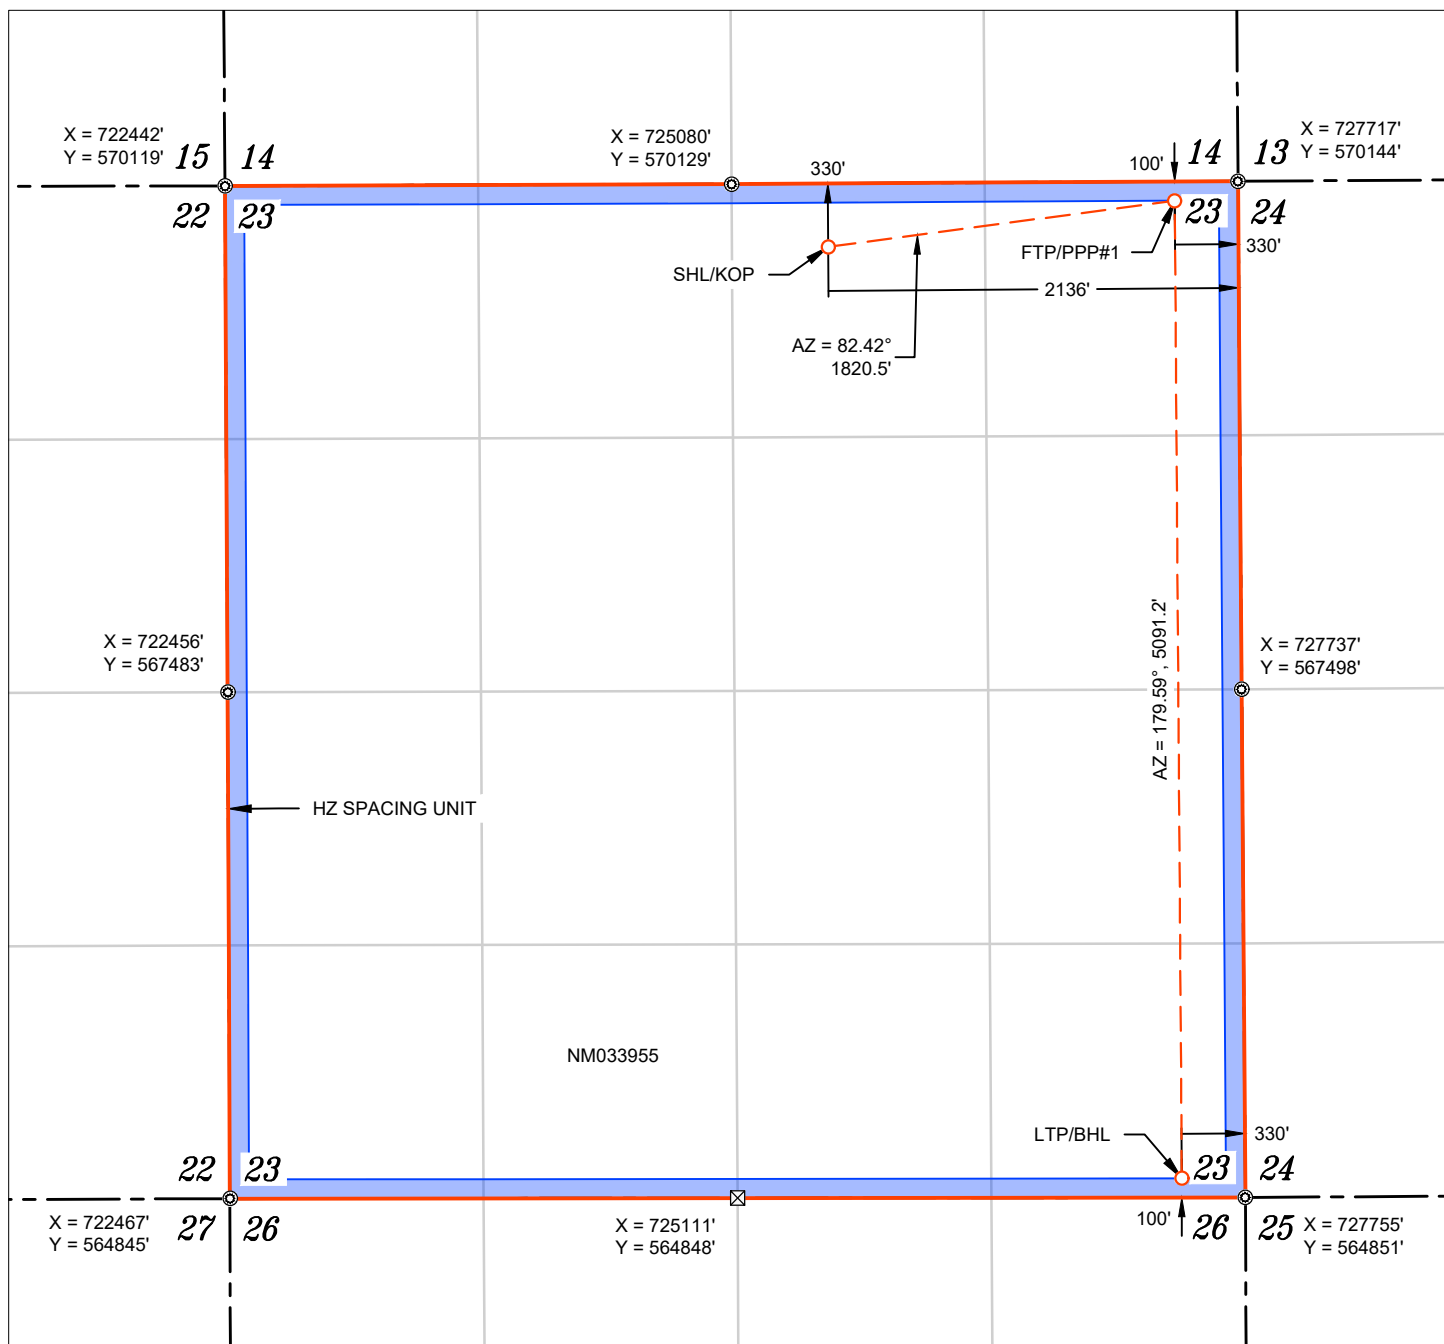 X = 722442'
Y = 570119'
15 14
22 23
X = 725080'
Y = 570129'
330'
100'
14 13
23 24
X = 727717'
Y = 570144'
FTP/PPP#1
330'
SHL/KOP
2136'
AZ = 82.42°
1820.5'
AZ = 179.59°, 5091.2'
X = 722456'
Y = 567483'
X = 727737'
Y = 567498'
HZ SPACING UNIT
NM033955
LTP/BHL
330'
22 23
27 26
X = 722467'
Y = 564845'
X = 725111'
Y = 564848'
100'
23 24
26 25
X = 727755'
Y = 564851'